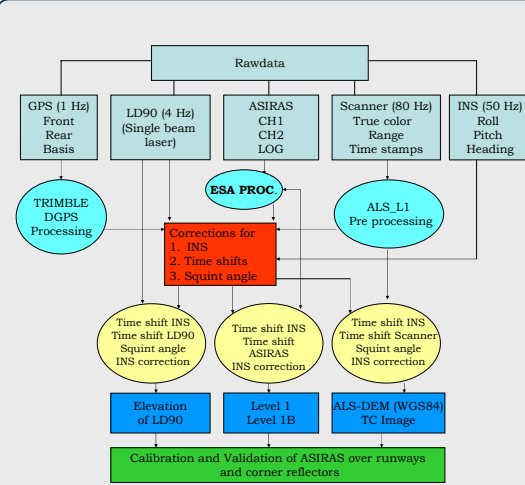 Rawdata
GPS (1 Hz)
Front
Rear
Basis
LD90 (4 Hz)
(Single beam
laser)
ASIRAS
CH1
CH2
LOG
Scanner (80 Hz)
True color
Range
Time stamps
INS (50 Hz)
Roll
Pitch
Heading
TRIMBLE
DGPS
Processing
ESA PROC.
ALS_L1
Pre processing
Corrections for
1. INS
2. Time shifts
3. Squint angle
Time shift INS
Time shift LD90
Squint angle
INS correction
Time shift INS
Time shift
ASIRAS
INS correction
Time shift INS
Time shift Scanner
Squint angle
INS correction
Elevation
of LD90
Level 1
Level 1B
ALS-DEM (WGS84)
TC Image
Calibration and Validation of ASIRAS over runways
and corner reflectors